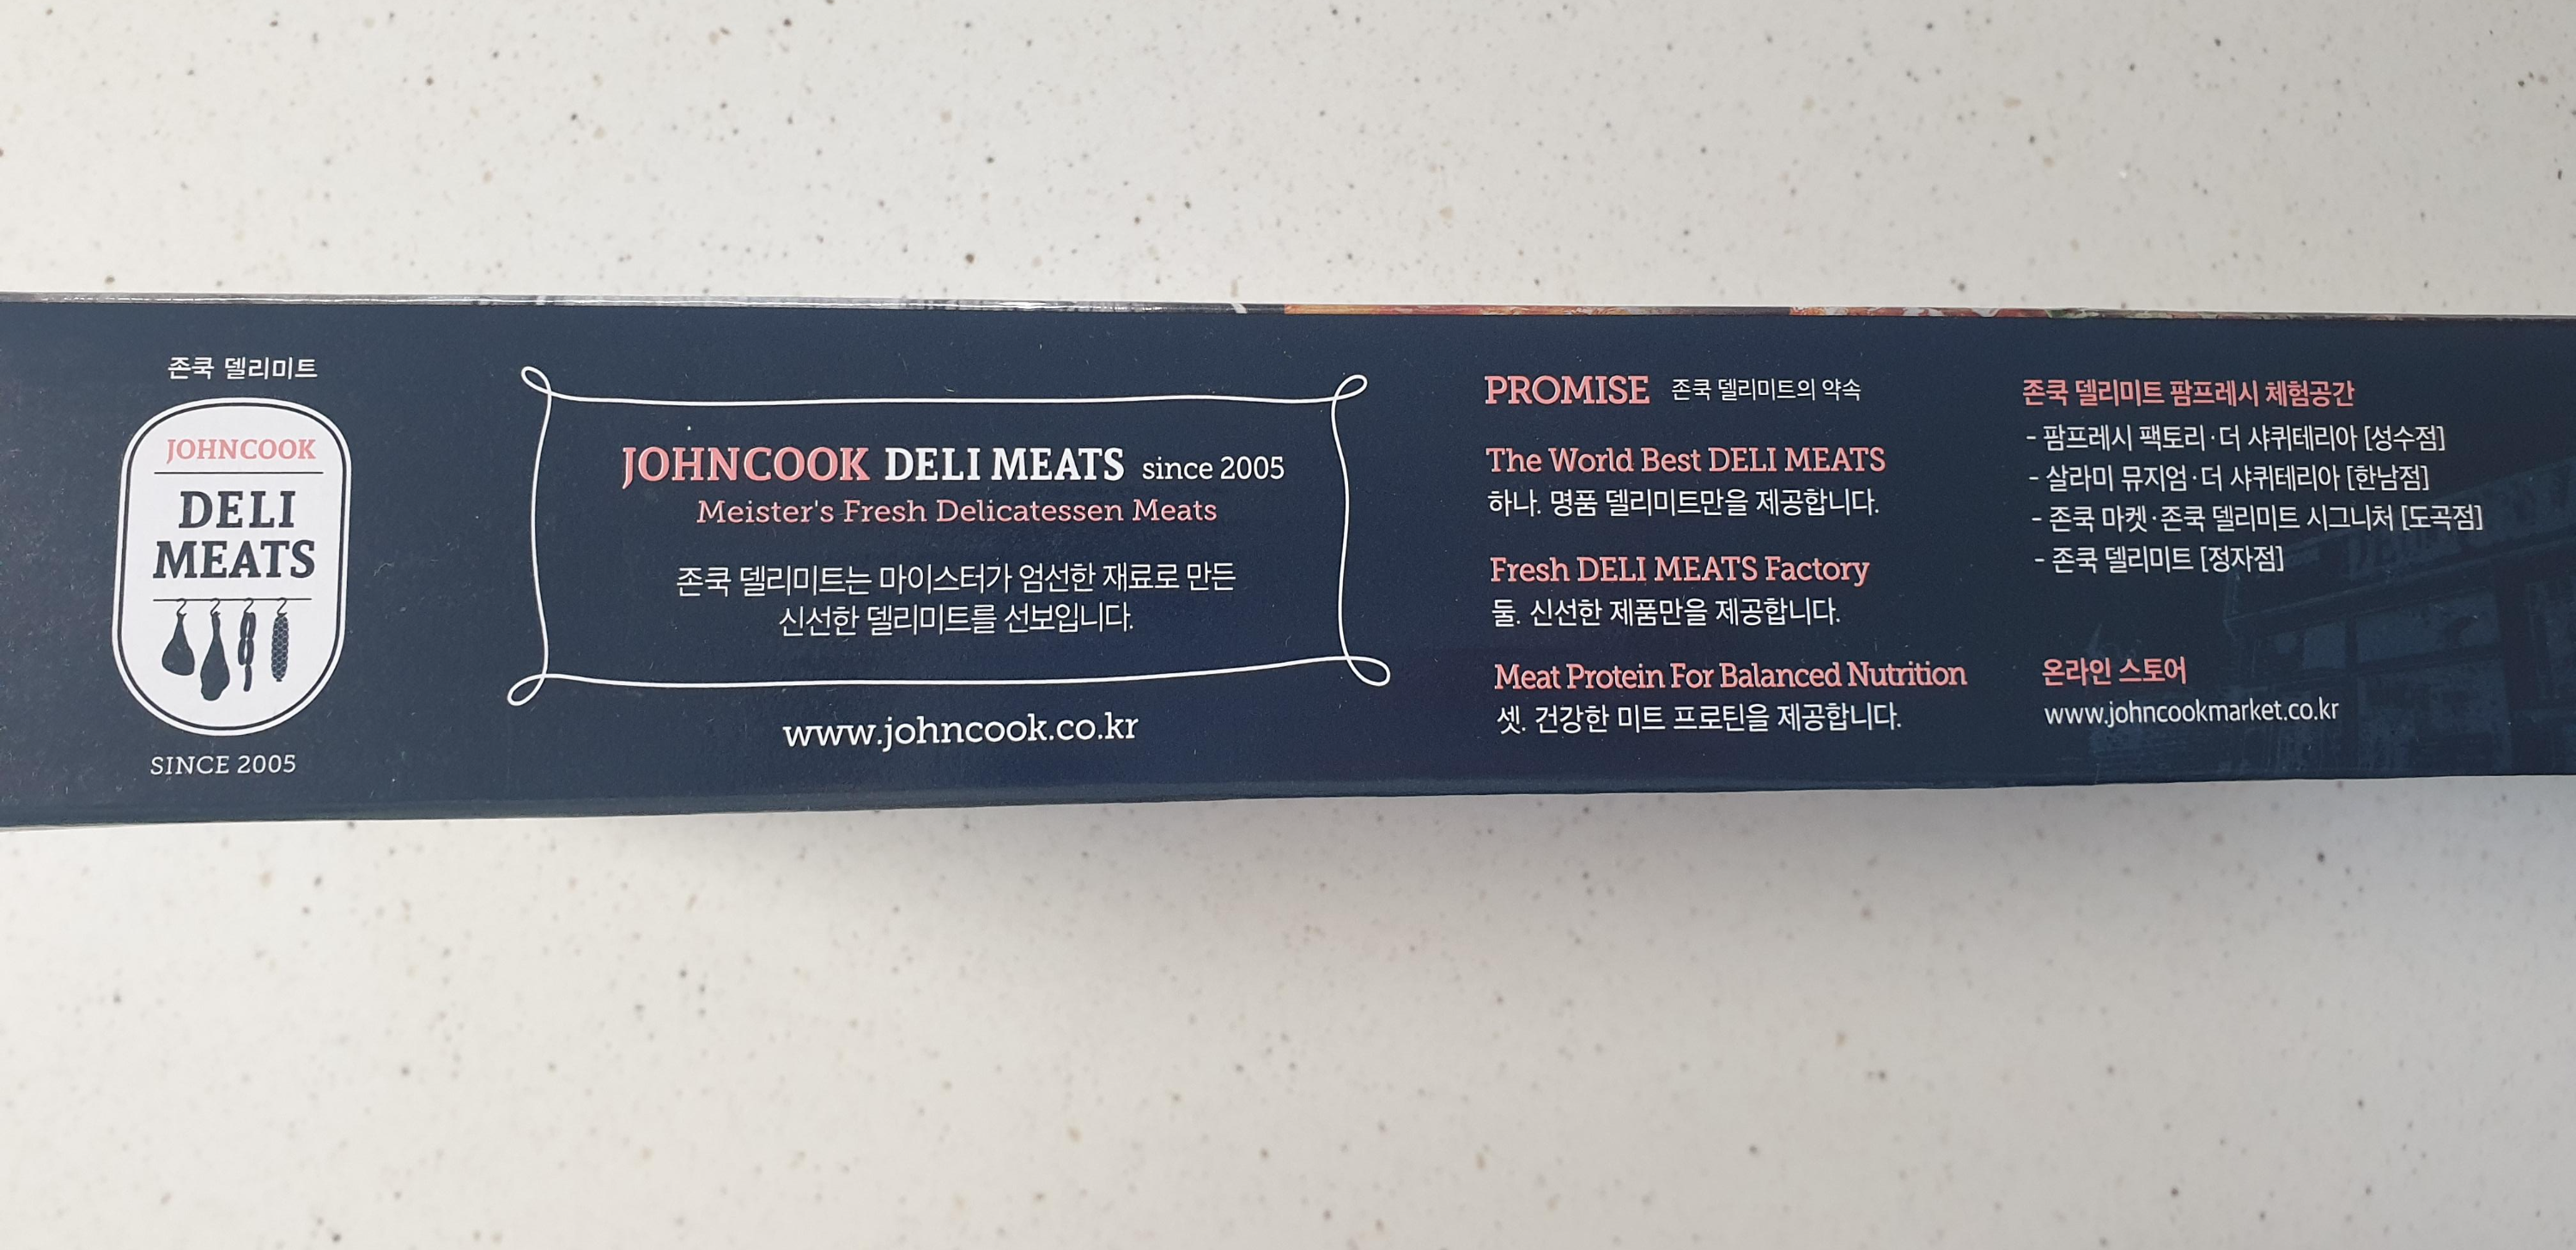 존쿡 델리미트
JOHNCOOK
DELI
MEATS
SINCE 2005
JOHNCOOK DELI MEATS since 2005
Meister's Fresh Delicatessen Meats
존쿡 델리미트는 마이스터가 엄선한 재료로 만든
신선한 델리미트를 선보입니다.
www.johncook.co.kr
PROMISE 존쿡 델리미트의 약속
The World Best DELI MEATS
하나. 명품 델리미트만을 제공합니다.
Fresh DELI MEATS Factory
둘. 신선한 제품만을 제공합니다.
Meat Protein For Balanced Nutrition
셋. 건강한 미트 프로틴을 제공합니다.
존쿡 델리미트 팜프레시 체험공간
- 팜프레시 팩토리·더 샤퀴테리아 [성수점]
- 살라미 뮤지엄·더 샤퀴테리아 [한남점]
- 존쿡 마켓·존쿡 델리미트 시그니처 [도곡점]
- 존쿡 델리미트 [정자점]
온라인 스토어
www.johncookmarket.co.kr